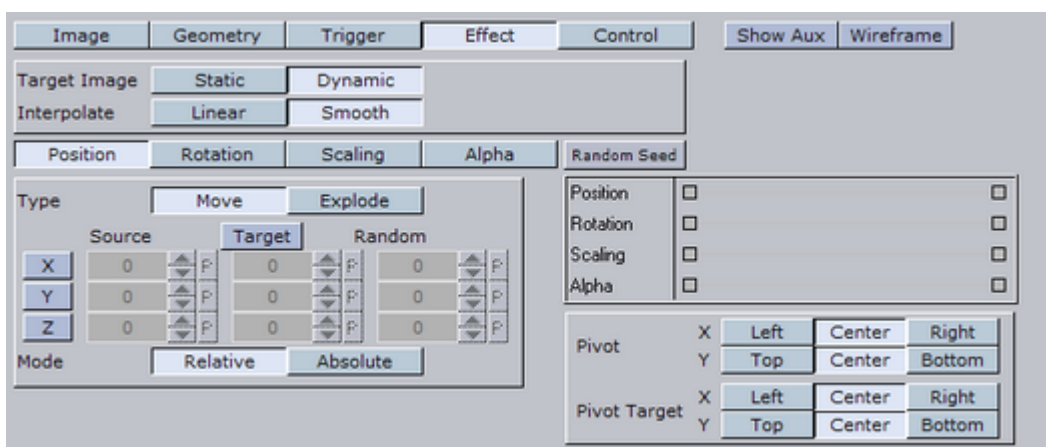 Image Geometry Trigger Effect Control Show Aux Wireframe
Target Image Static Dynamic
Interpolate Linear Smooth
Position Rotation Scaling Alpha Random Seed
Type Move Explode
Source Target Random
X 0 P 0 P 0 P
Y 0 P 0 P 0 P
Z 0 P 0 P 0 P
Mode Relative Absolute
Position
Rotation
Scaling
Alpha
Pivot X Left Center Right
Y Top Center Bottom
Pivot Target X Left Center Right
Y Top Center Bottom